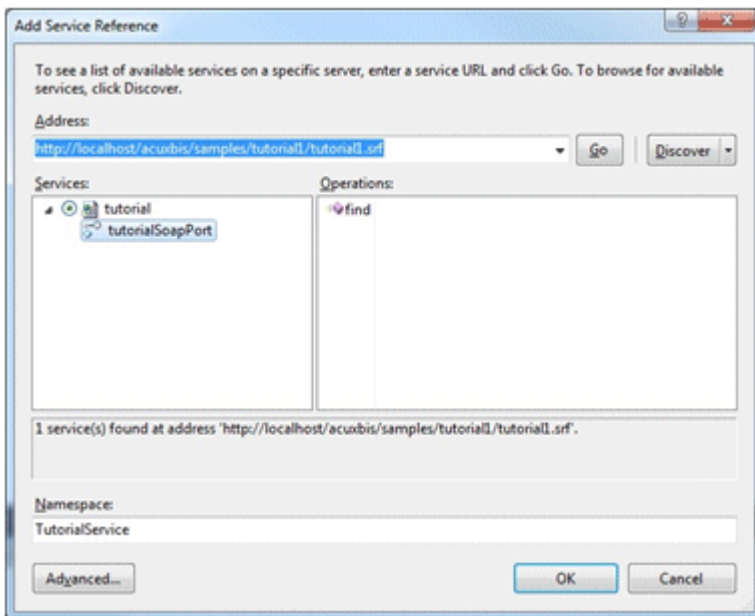 Add Service Reference
To see a list of available services on a specific server, enter a service URL and click Go. To browse for available
services, click Discover.
Address:
http://localhost/acuxbis/samples/tutorial1/tutorial1.srf
Go
Discover
Services:
Operations:
tutorial
tutorialSoapPort
find
1 service(s) found at address 'http://localhost/acuxbis/samples/tutorial1/tutorial1.srf'.
Namespace:
TutorialService
Advanced...
OK
Cancel